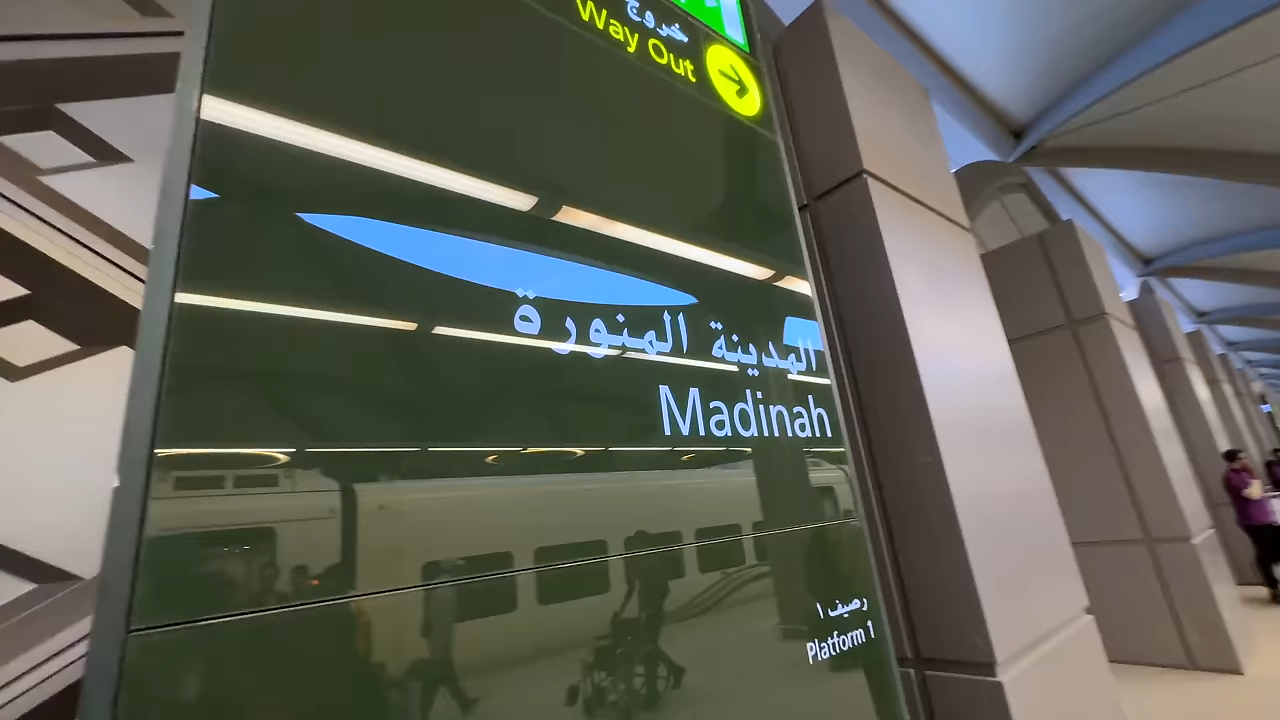 خروج
Way Out
المدينة المنورة
Madinah
رصيف ١
Platform 1